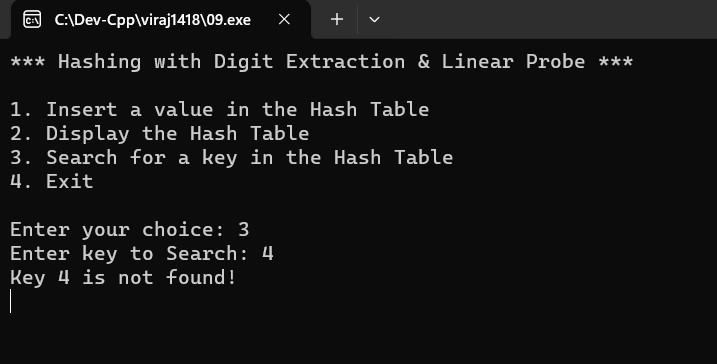 C:\Dev-Cpp\viraj1418\09.exe
*** Hashing with Digit Extraction & Linear Probe ***
1. Insert a value in the Hash Table
2. Display the Hash Table
3. Search for a key in the Hash Table
4. Exit
Enter your choice: 3
Enter key to Search: 4
Key 4 is not found!